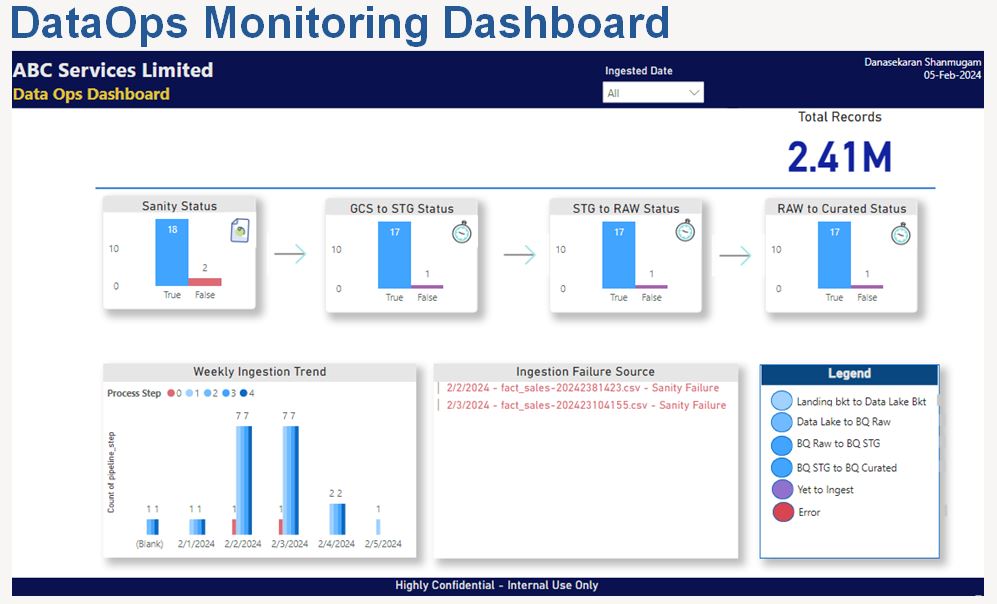 DataOps Monitoring Dashboard
ABC Services Limited
Data Ops Dashboard
Ingested Date
All
Danasekaran Shanmugam
05-Feb-2024
Total Records
2.41M
Sanity Status
10
0
18
2
True False
GCS to STG Status
10
0
17
1
True False
STG to RAW Status
10
0
17
1
True False
RAW to Curated Status
10
0
17
1
True False
Weekly Ingestion Trend
Process Step 0 1 2 3 4
Count of pipeline_step
1 1
1 1
1
7 7
1
7 7
2 2
1
(Blank) 2/1/2024 2/2/2024 2/3/2024 2/4/2024 2/5/2024
Ingestion Failure Source
2/2/2024 - fact_sales-20242381423.csv - Sanity Failure
2/3/2024 - fact_sales-202423104155.csv - Sanity Failure
Legend
Landing bkt to Data Lake Bkt
Data Lake to BQ Raw
BQ Raw to BQ STG
BQ STG to BQ Curated
Yet to Ingest
Error
Highly Confidential - Internal Use Only